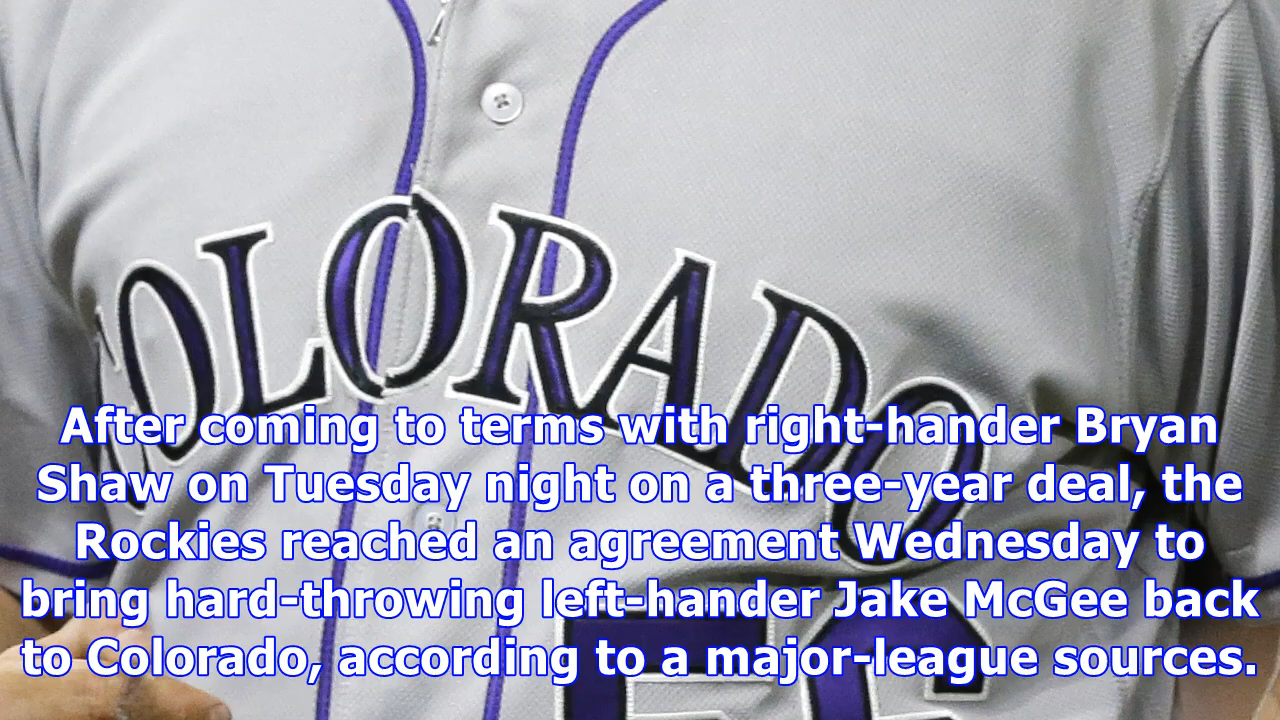 COLORADO
After coming to terms with right-hander Bryan
Shaw on Tuesday night on a three-year deal, the
Rockies reached an agreement Wednesday to
bring hard-throwing left-hander Jake McGee back
to Colorado, according to a major-league sources.